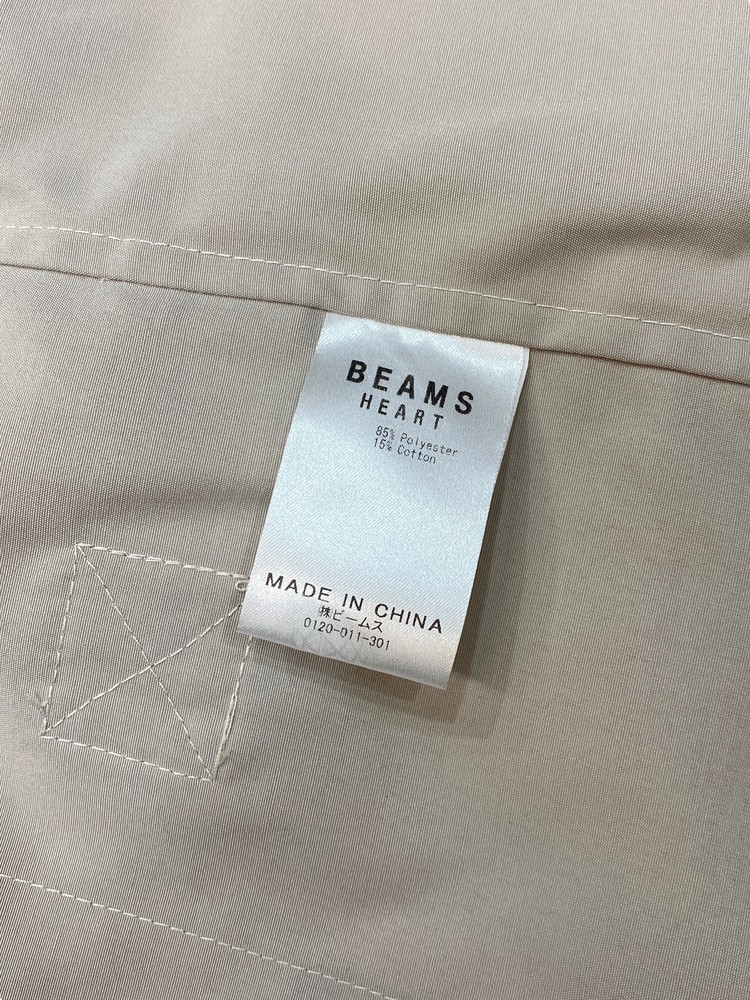 BEAMS
HEART
85% Polyester
15% Cotton
MADE IN CHINA
㈱ビームス
0120-011-301